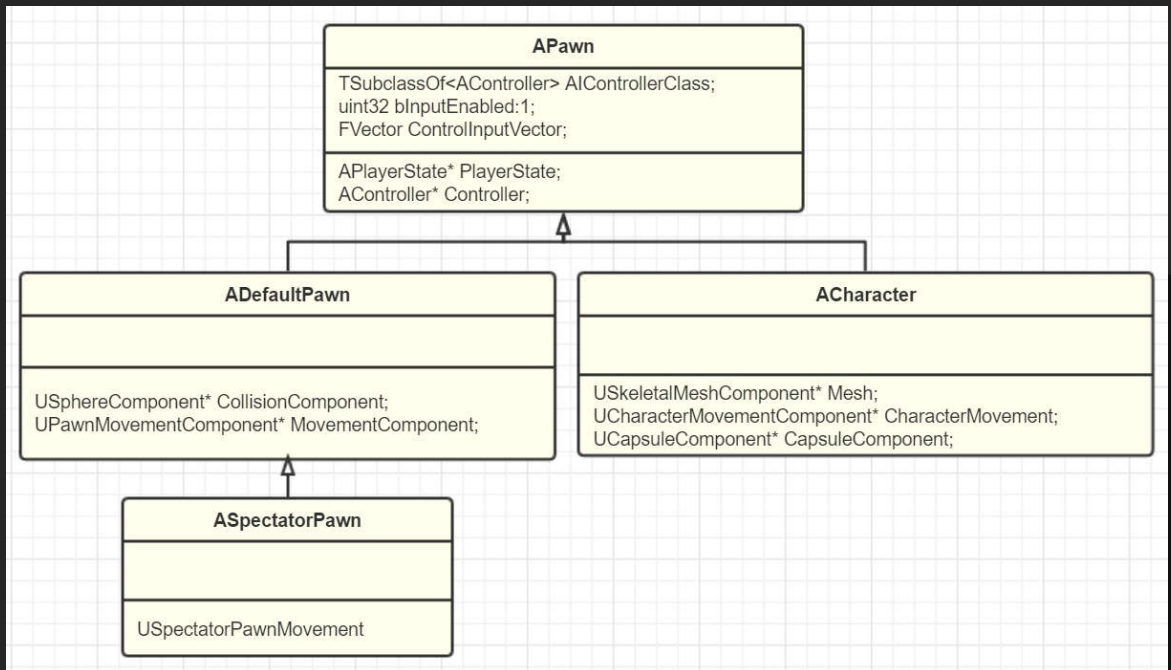 APawn
TSubclassOf<AController> AIControllerClass;
uint32 bInputEnabled:1;
FVector ControlInputVector;
APlayerState* PlayerState;
AController* Controller;
ADefaultPawn
USphereComponent* CollisionComponent;
UPawnMovementComponent* MovementComponent;
ACharacter
USkeletalMeshComponent* Mesh;
UCharacterMovementComponent* CharacterMovement;
UCapsuleComponent* CapsuleComponent;
ASpectatorPawn
USpectatorPawnMovement